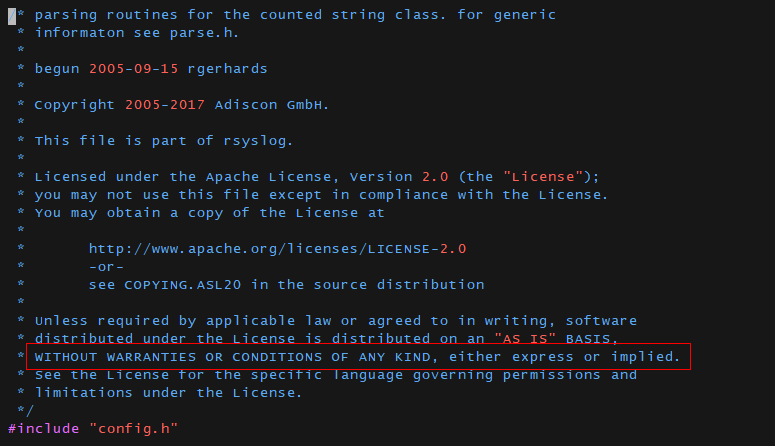 /* parsing routines for the counted string class. for generic
 * informaton see parse.h.
 *
 * begun 2005-09-15 rgerhards
 *
 * Copyright 2005-2017 Adiscon GmbH.
 *
 * This file is part of rsyslog.
 *
 * Licensed under the Apache License, Version 2.0 (the "License");
 * you may not use this file except in compliance with the License.
 * You may obtain a copy of the License at
 *
 *       http://www.apache.org/licenses/LICENSE-2.0
 *       -or-
 *       see COPYING.ASL20 in the source distribution
 *
 * Unless required by applicable law or agreed to in writing, software
 * distributed under the License is distributed on an "AS IS" BASIS,
 * WITHOUT WARRANTIES OR CONDITIONS OF ANY KIND, either express or implied.
 * See the License for the specific language governing permissions and
 * limitations under the License.
 */
#include "config.h"